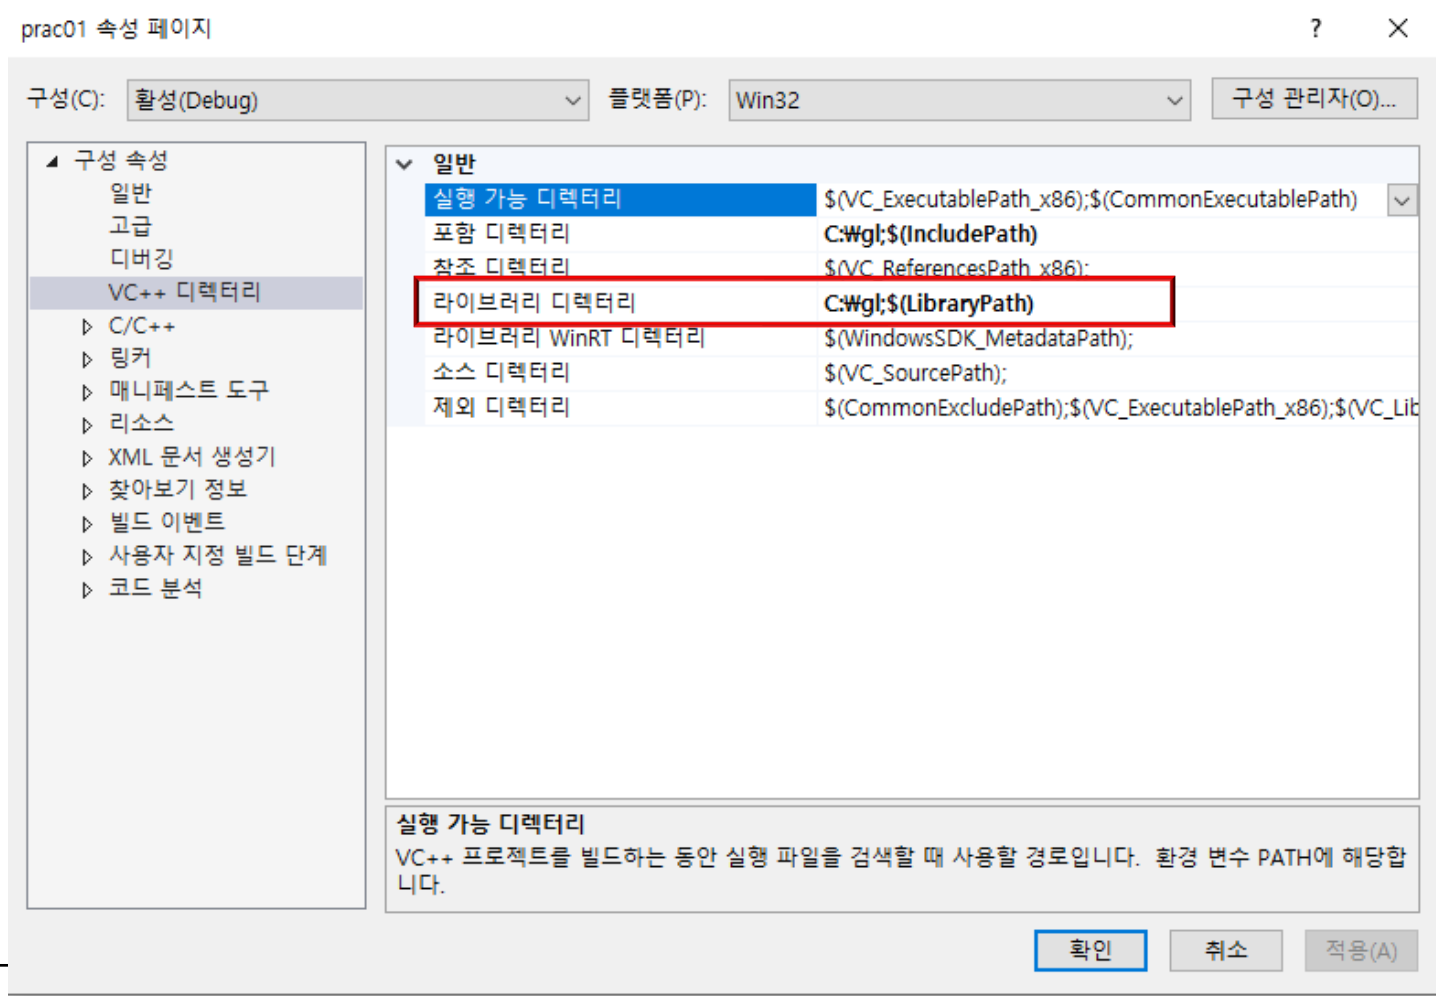 prac01 속성 페이지
?
구성(C): 활성(Debug) 플랫폼(P): Win32 구성 관리자(O)...
구성 속성
일반
고급
디버깅
VC++ 디렉터리
C/C++
링커
매니페스트 도구
리소스
XML 문서 생성기
찾아보기 정보
빌드 이벤트
사용자 지정 빌드 단계
코드 분석
일반
실행 가능 디렉터리 $(VC_ExecutablePath_x86);$(CommonExecutablePath)
포함 디렉터리 C:₩gl;$(IncludePath)
참조 디렉터리 $(VC_ReferencesPath_x86);
라이브러리 디렉터리 C:₩gl;$(LibraryPath)
라이브러리 WinRT 디렉터리 $(WindowsSDK_MetadataPath);
소스 디렉터리 $(VC_SourcePath);
제외 디렉터리 $(CommonExcludePath);$(VC_ExecutablePath_x86);$(VC_Lib
실행 가능 디렉터리
VC++ 프로젝트를 빌드하는 동안 실행 파일을 검색할 때 사용할 경로입니다. 환경 변수 PATH에 해당합
니다.
확인 취소 적용(A)